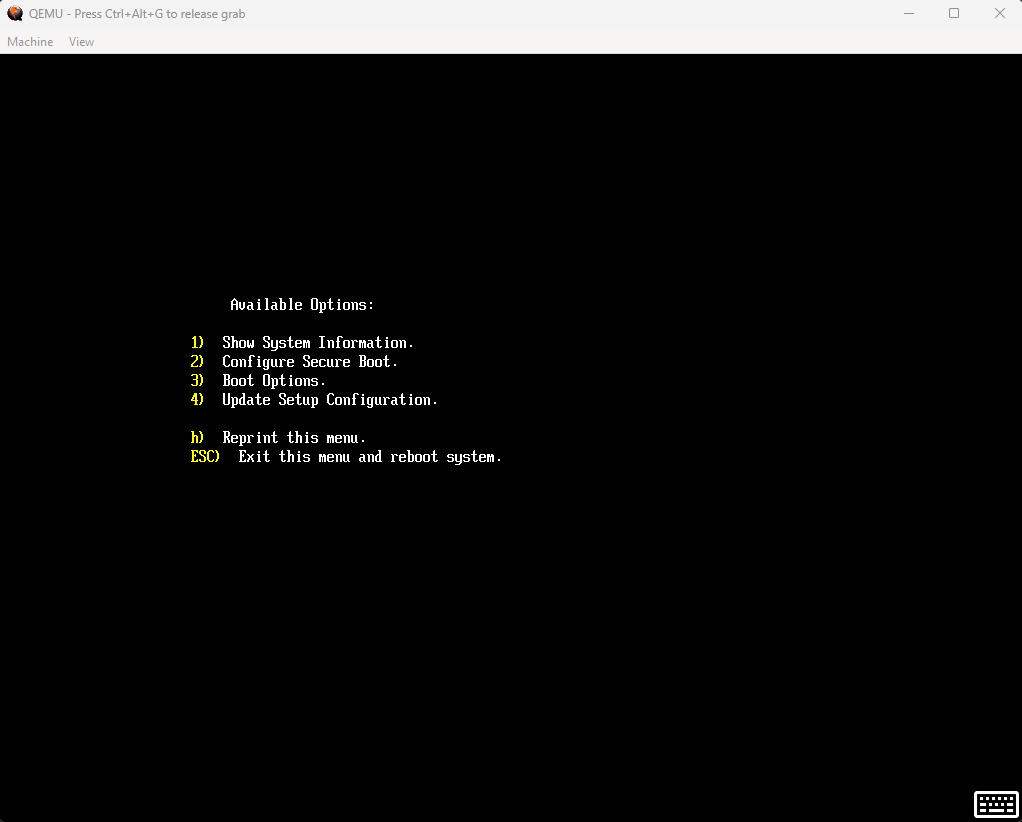 QEMU - Press Ctrl+Alt+G to release grab
Machine View
Available Options:
1) Show System Information.
2) Configure Secure Boot.
3) Boot Options.
4) Update Setup Configuration.
h) Reprint this menu.
ESC) Exit this menu and reboot system.